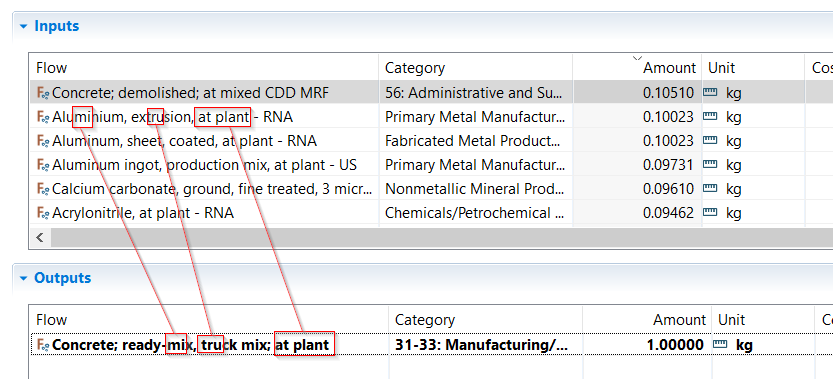 Inputs
Flow Category Amount Unit Cos
Concrete; demolished; at mixed CDD MRF 56: Administrative and Su... 0.10510 kg
Aluminium, extrusion, at plant - RNA Primary Metal Manufactur... 0.10023 kg
Aluminum, sheet, coated, at plant - RNA Fabricated Metal Product... 0.10023 kg
Aluminum ingot, production mix, at plant - US Primary Metal Manufactur... 0.09731 kg
Calcium carbonate, ground, fine treated, 3 micr... Nonmetallic Mineral Prod... 0.09610 kg
Acrylonitrile, at plant - RNA Chemicals/Petrochemical ... 0.09462 kg
Outputs
Flow Category Amount Unit Co
Concrete; ready-mix, truck mix; at plant 31-33: Manufacturing/... 1.00000 kg